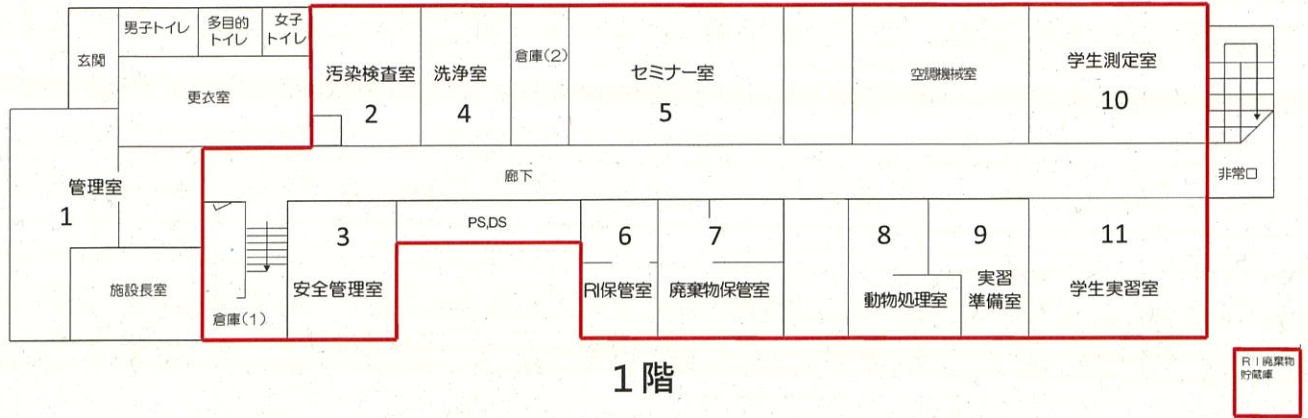 玄関
男子トイレ
多目的
トイレ
女子
トイレ
更衣室
汚染検査室
2
洗浄室
4
倉庫(2)
セミナー室
5
空調機械室
学生測定室
10
非常口
廊下
管理室
1
施設長室
倉庫(1)
3
安全管理室
PS,DS
6
RI保管室
7
廃棄物保管室
8
動物処理室
9
実習
準備室
11
学生実習室
1階
RI廃棄物
貯蔵庫